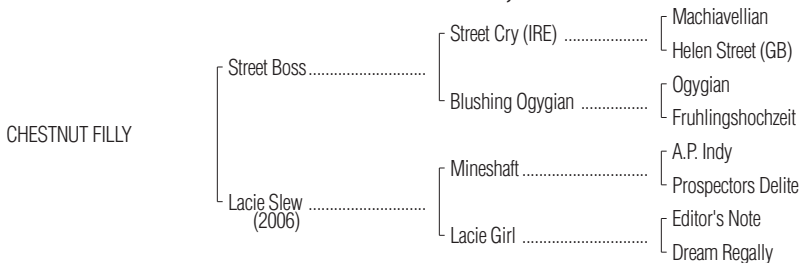 Machiavellian
Street Cry (IRE) ....................
Helen Street (GB)
Street Boss............................
Ogygian
Blushing Ogygian ................
Fruhlingshochzeit
CHESTNUT FILLY
A.P. Indy
Mineshaft ..............................
Prospectors Delite
Lacie Slew ............................
(2006)
Editor's Note
Lacie Girl ..............................
Dream Regally